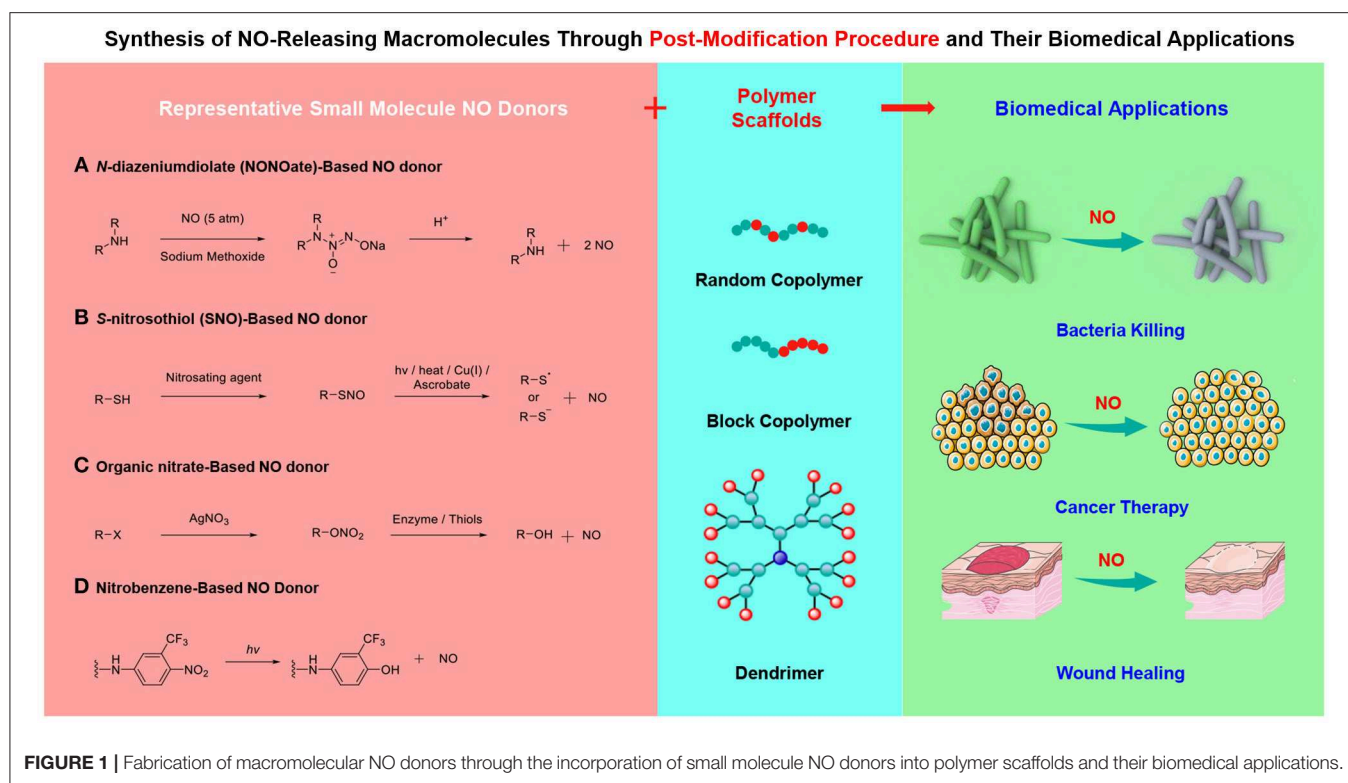 Synthesis of NO-Releasing Macromolecules Through Post-Modification Procedure and Their Biomedical Applications
Representative Small Molecule NO Donors
+
Polymer
Scaffolds
Biomedical Applications
A N-diazeniumdiolate (NONOate)-Based NO donor
R
R
NH
NO (5 atm)
Sodium Methoxide
R
R
N
+
N
N
ONa
O
−
H+
R
R
NH
+ 2 NO
B S-nitrosothiol (SNO)-Based NO donor
R–SH
Nitrosating agent
R–SNO
hv / heat / Cu(I) /
Ascrobate
R–S•
or
R–S−
+ NO
C Organic nitrate-Based NO donor
R–X
AgNO3
R–ONO2
Enzyme / Thiols
R–OH + NO
D Nitrobenzene-Based NO Donor
H
N
CF3
NO2
hv
H
N
CF3
OH
+ NO
Random Copolymer
Block Copolymer
Dendrimer
NO
Bacteria Killing
NO
Cancer Therapy
NO
Wound Healing
FIGURE 1 | Fabrication of macromolecular NO donors through the incorporation of small molecule NO donors into polymer scaffolds and their biomedical applications.